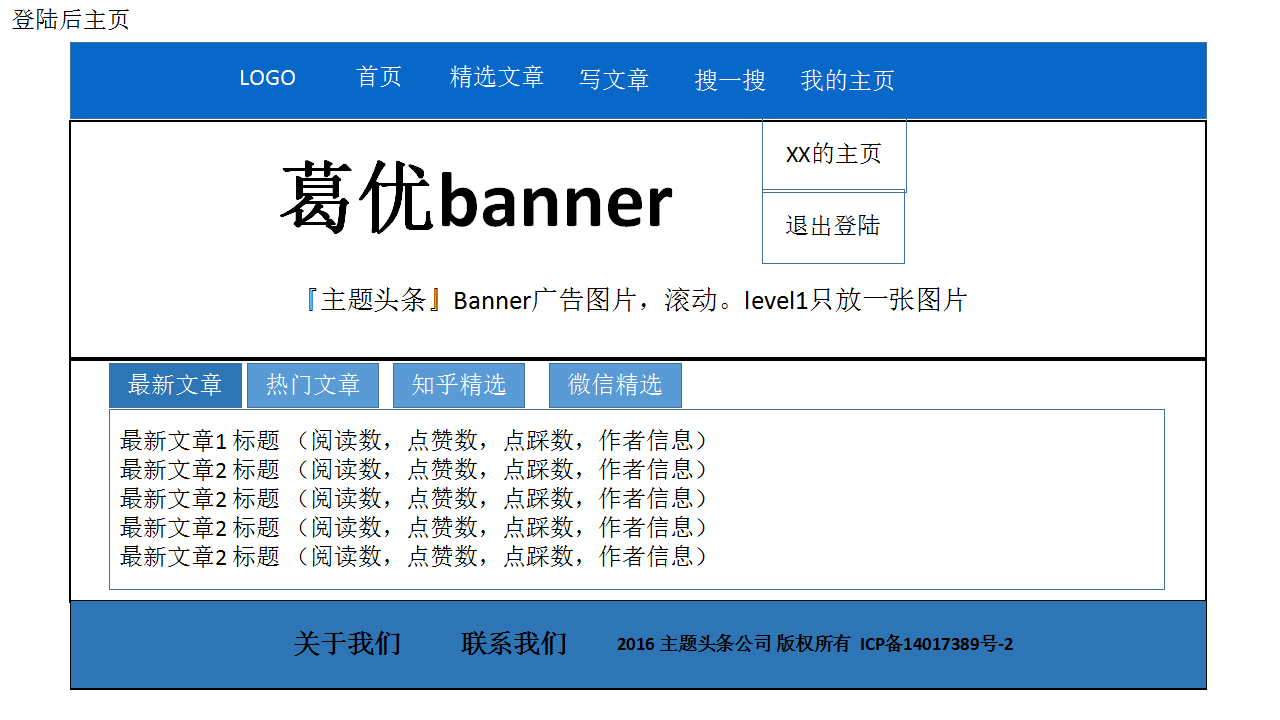 登陆后主页
LOGO 首页 精选文章 写文章 搜一搜 我的主页
XX的主页
葛优banner
退出登陆
『主题头条』Banner广告图片，滚动。level1只放一张图片
最新文章 热门文章 知乎精选 微信精选
最新文章1 标题 （阅读数，点赞数，点踩数，作者信息）
最新文章2 标题 （阅读数，点赞数，点踩数，作者信息）
最新文章2 标题 （阅读数，点赞数，点踩数，作者信息）
最新文章2 标题 （阅读数，点赞数，点踩数，作者信息）
最新文章2 标题 （阅读数，点赞数，点踩数，作者信息）
关于我们 联系我们 2016 主题头条公司 版权所有 ICP备14017389号-2